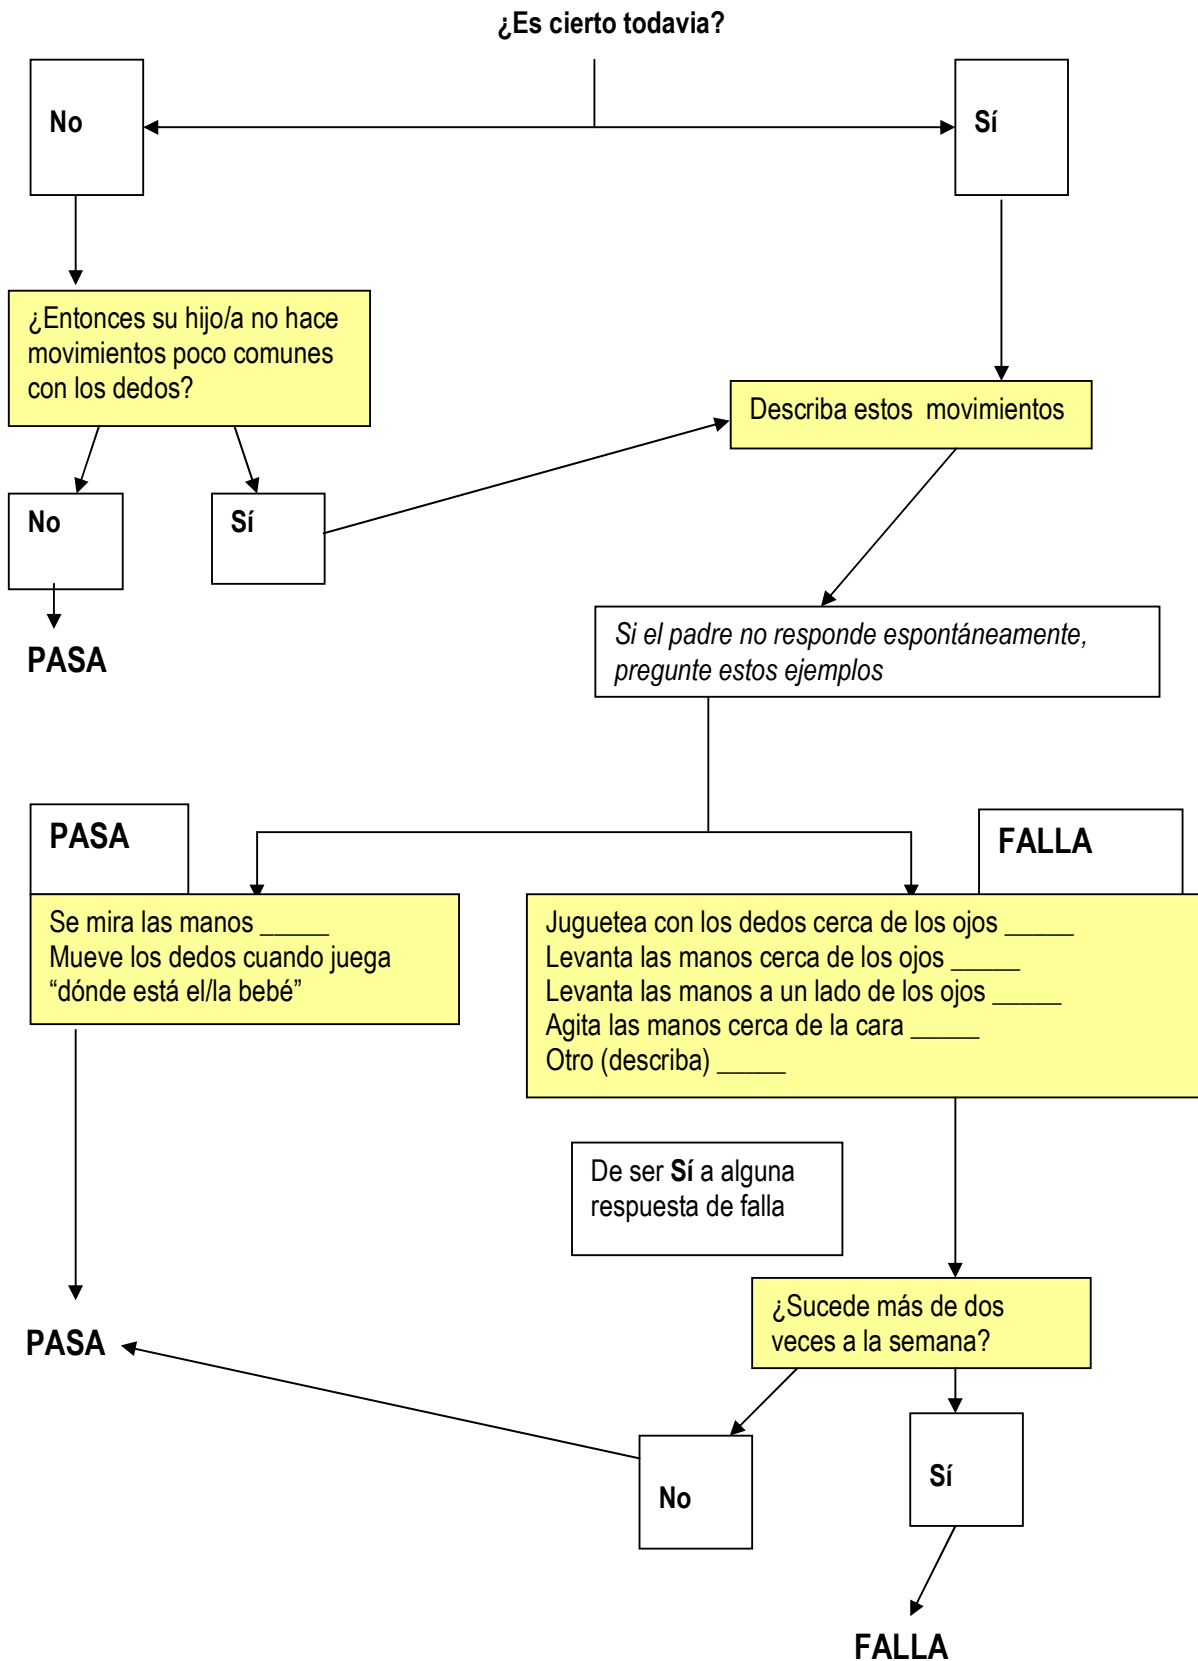 ¿Es cierto todavia?
No
Sí
¿Entonces su hijo/a no hace
movimientos poco comunes
con los dedos?
Describa estos movimientos
No
Sí
PASA
Si el padre no responde espontáneamente,
pregunte estos ejemplos
PASA
FALLA
Se mira las manos _____
Mueve los dedos cuando juega
“dónde está el/la bebé”
Juguetea con los dedos cerca de los ojos _____
Levanta las manos cerca de los ojos _____
Levanta las manos a un lado de los ojos _____
Agita las manos cerca de la cara _____
Otro (describa) _____
De ser Sí a alguna
respuesta de falla
¿Sucede más de dos
veces a la semana?
PASA
No
Sí
FALLA